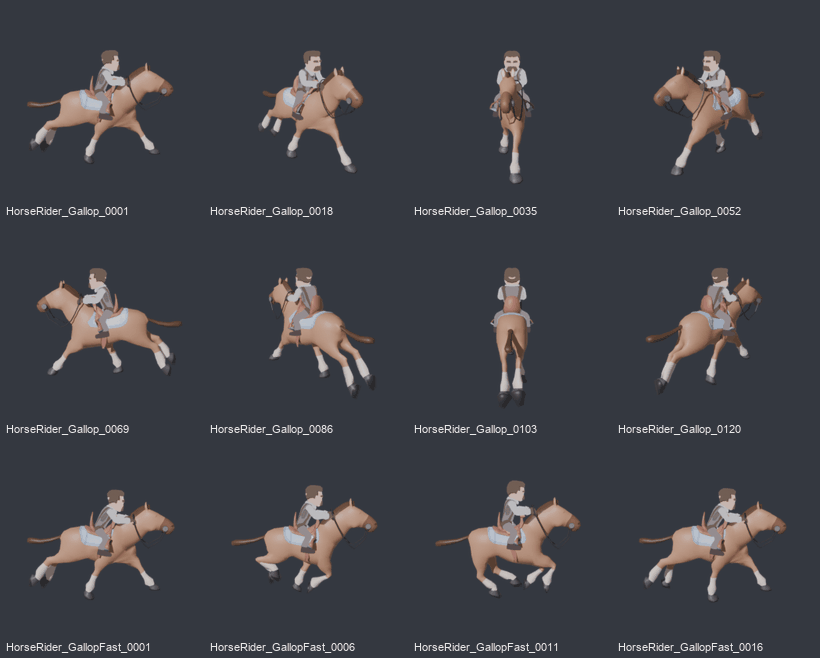 HorseRider_Gallop_0001
HorseRider_Gallop_0018
HorseRider_Gallop_0035
HorseRider_Gallop_0052
HorseRider_Gallop_0069
HorseRider_Gallop_0086
HorseRider_Gallop_0103
HorseRider_Gallop_0120
HorseRider_GallopFast_0001
HorseRider_GallopFast_0006
HorseRider_GallopFast_0011
HorseRider_GallopFast_0016